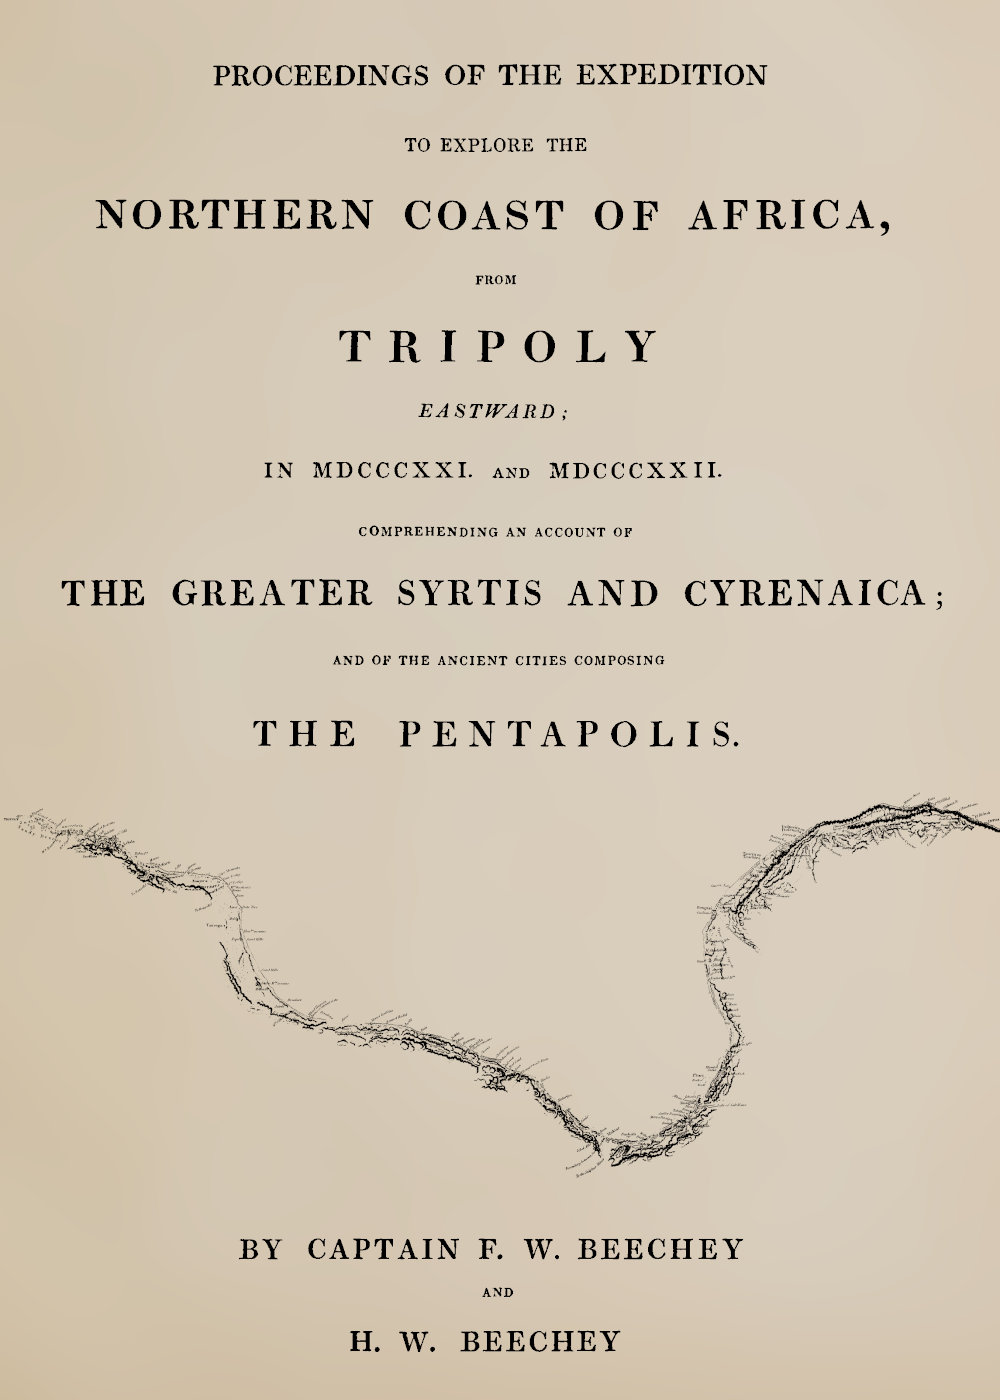 PROCEEDINGS OF THE EXPEDITION
TO EXPLORE THE
NORTHERN COAST OF AFRICA,
FROM
TRIPOLY
EASTWARD;
IN MDCCCXXI. AND MDCCCXXII.
COMPREHENDING AN ACCOUNT OF
THE GREATER SYRTIS AND CYRENAICA;
AND OF THE ANCIENT CITIES COMPOSING
THE PENTAPOLIS.
BY CAPTAIN F. W. BEECHEY
AND
H. W. BEECHEY